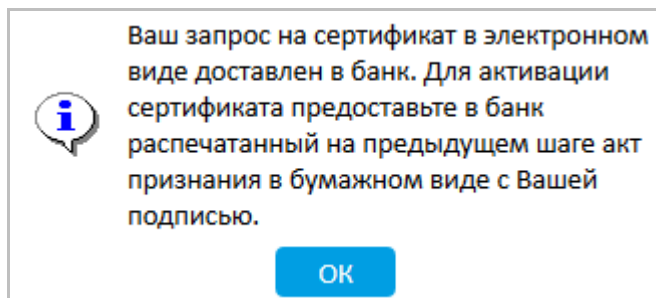 Ваш запрос на сертификат в электронном
виде доставлен в банк. Для активации
сертификата предоставьте в банк
распечатанный на предыдущем шаге акт
признания в бумажном виде с Вашей
подписью.
ОК